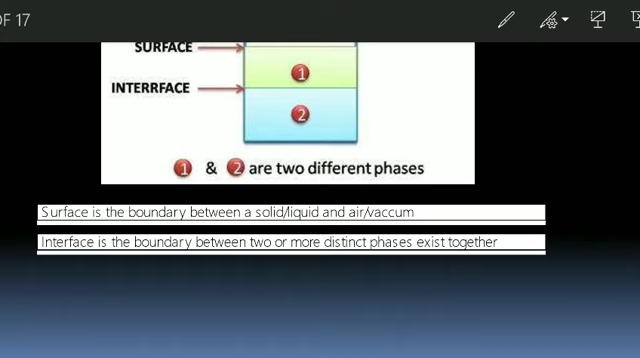 OF 17
SURFACE
1
INTERRFACE
2
1 & 2 are two different phases
Surface is the boundary between a solid/liquid and air/vaccum
Interface is the boundary between two or more distinct phases exist together